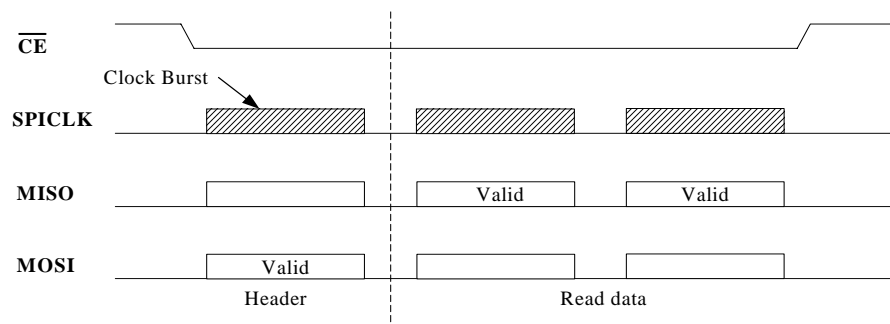 CE
Clock Burst
SPICLK
MISO
Valid
Valid
MOSI
Valid
Header
Read data